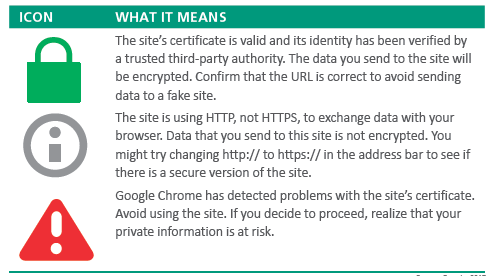 ICON WHAT IT MEANS
The site's certificate is valid and its identity has been verified by
a trusted third-party authority. The data you send to the site will
be encrypted. Confirm that the URL is correct to avoid sending
data to a fake site.
The site is using HTTP, not HTTPS, to exchange data with your
browser. Data that you send to this site is not encrypted. You
might try changing http:// to https:// in the address bar to see if
there is a secure version of the site.
Google Chrome has detected problems with the site's certificate.
Avoid using the site. If you decide to proceed, realize that your
private information is at risk.